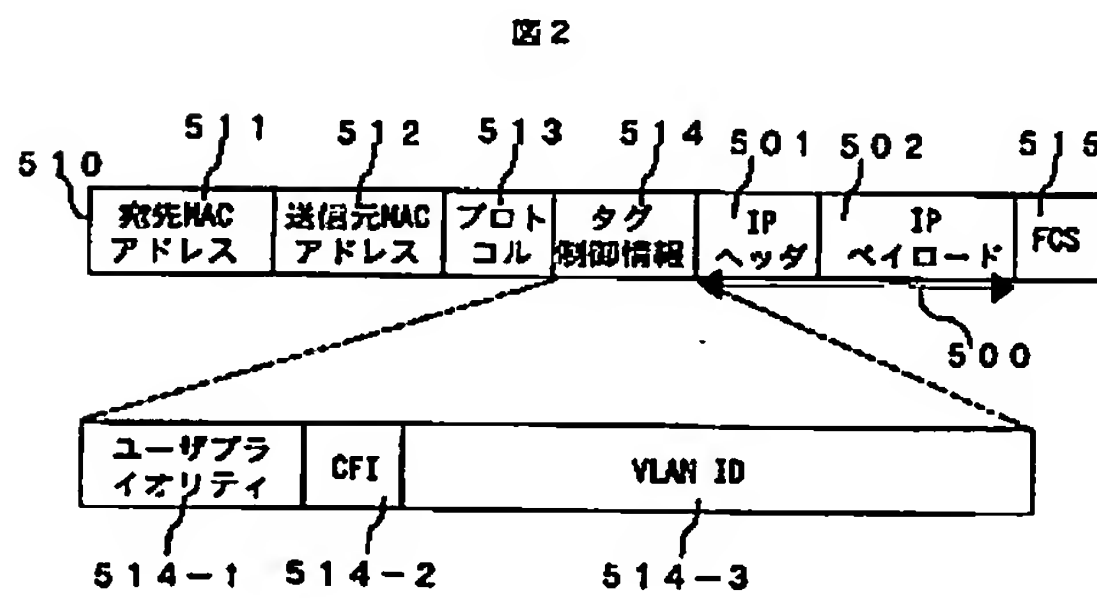 図2
511
512
513
514
501
502
515
510
宛先MAC
アドレス
送信元MAC
アドレス
プロト
コル
タグ
制御情報
IP
ヘッダ
IP
ペイロード
FCS
500
ユーザプラ
イオリティ
CFI
VLAN ID
514-1
514-2
514-3